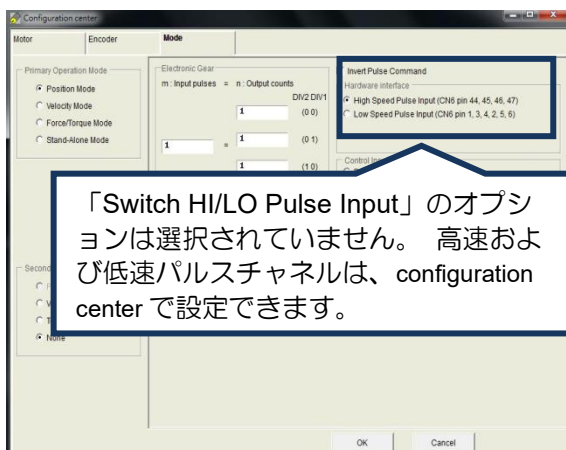 Configuration center
Motor
Encoder
Mode
Primary Operation Mode
Position Mode
Velocity Mode
Force/Torque Mode
Stand-Alone Mode
Electronic Gear
m : Input pulses = n : Output counts
DIV2 DIV1
1 (0 0)
1 = 1 (0 1)
1 (1 0)
Invert Pulse Command
Hardware interface
High Speed Pulse Input (CN6 pin 44, 45, 46, 47)
Low Speed Pulse Input (CN6 pin 1, 3, 4, 2, 5, 6)
「Switch HI/LO Pulse Input」のオプシ
ョンは選択されていません。 高速およ
び低速パルスチャネルは、configuration
center で設定できます。
None
OK
Cancel